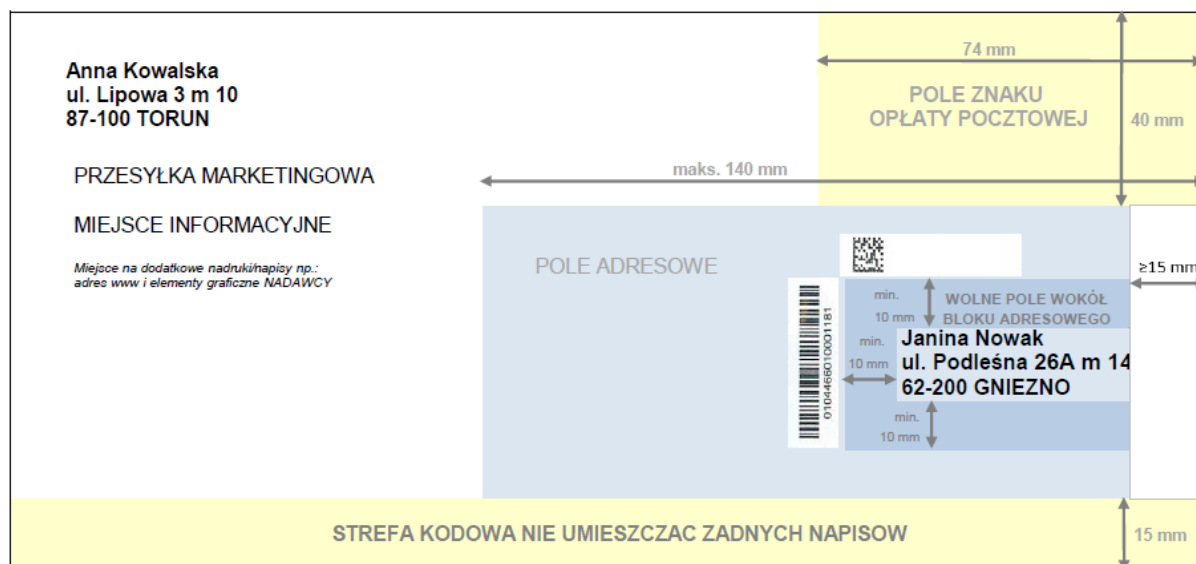 Anna Kowalska
ul. Lipowa 3 m 10
87-100 TORUN
PRZESYŁKA MARKETINGOWA
MIEJSCE INFORMACYJNE
Miejsce na dodatkowe nadruki/napisy np.:
adres www i elementy graficzne NADAWCY
74 mm
POLE ZNAKU
OPŁATY POCZTOWEJ
40 mm
maks. 140 mm
POLE ADRESOWE
≥15 mm
0104466010001181
min.
10 mm
WOLNE POLE WOKÓŁ
BLOKU ADRESOWEGO
min.
10 mm
Janina Nowak
ul. Podleśna 26A m 14
62-200 GNIEZNO
min.
10 mm
STREFA KODOWA NIE UMIESZCZAC ZADNYCH NAPISOW
15 mm